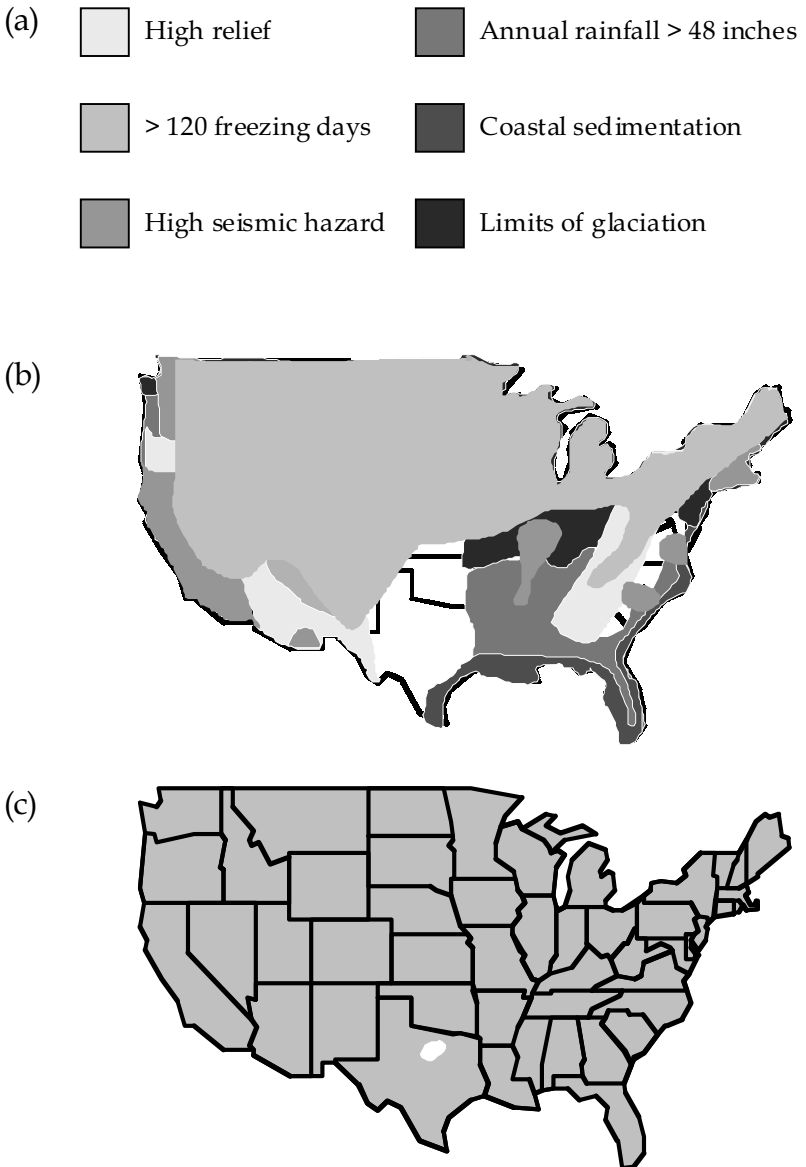 (a)
High relief
Annual rainfall > 48 inches
> 120 freezing days
Coastal sedimentation
High seismic hazard
Limits of glaciation
(b)
(c)